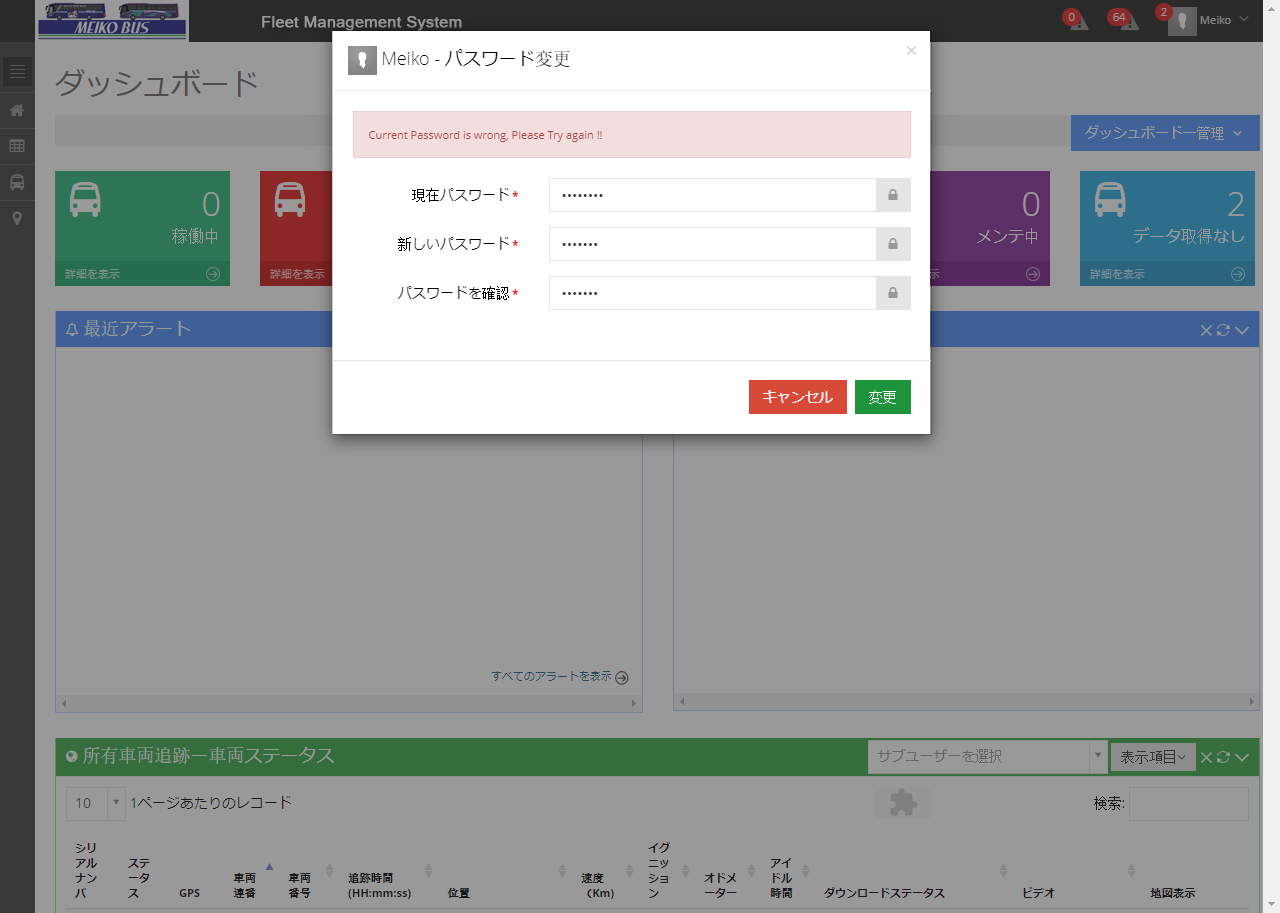 MEIKO BUS
Fleet Management System
0
64
2
Meiko
ダッシュボード
Meiko - パスワード変更
×
Current Password is wrong, Please Try again !!
現在パスワード*
••••••••
新しいパスワード*
•••••••
パスワードを確認*
•••••••
キャンセル
変更
ダッシュボードー管理
0
稼働中
詳細を表示
詳細を表示
0
メンテ中
示
2
データ取得なし
詳細を表示
最近アラート
すべてのアラートを表示
所有車両追跡ー車両ステータス
サブユーザーを選択
表示項目
10
1ページあたりのレコード
検索:
シリアルナンバ
ステータス
GPS
車両連番
車両番号
追跡時間(HH:mm:ss)
位置
速度(Km)
イグニッション
オドメーター
アイドル時間
ダウンロードステータス
ビデオ
地図表示